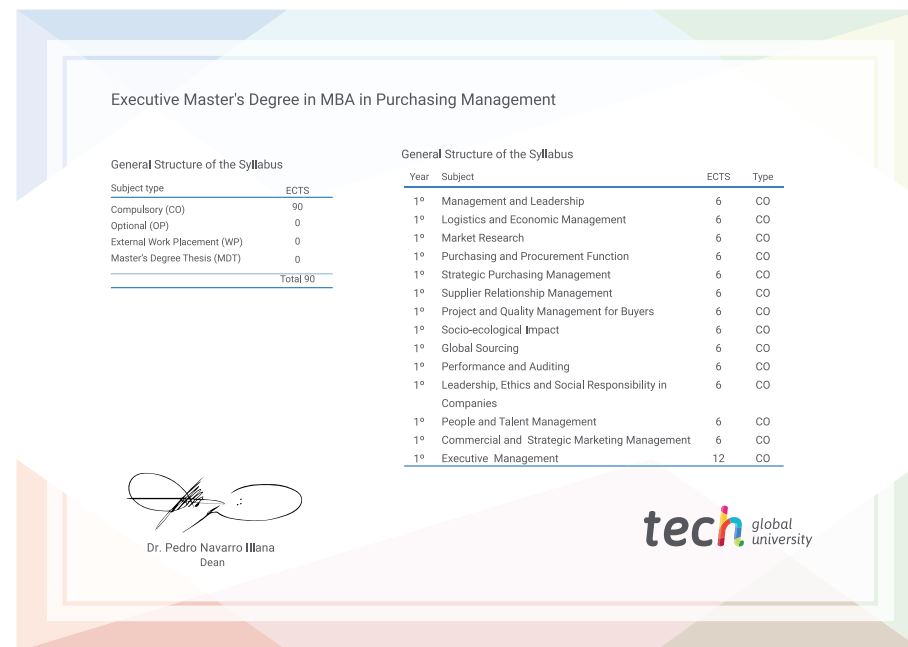 Executive Master's Degree in MBA in Purchasing Management
General Structure of the Syllabus
Subject type ECTS
Compulsory (CO) 90
Optional (OP) 0
External Work Placement (WP) 0
Master's Degree Thesis (MDT) 0
Total 90
General Structure of the Syllabus
Year Subject ECTS Type
1º Management and Leadership 6 CO
1º Logistics and Economic Management 6 CO
1º Market Research 6 CO
1º Purchasing and Procurement Function 6 CO
1º Strategic Purchasing Management 6 CO
1º Supplier Relationship Management 6 CO
1º Project and Quality Management for Buyers 6 CO
1º Socio-ecological Impact 6 CO
1º Global Sourcing 6 CO
1º Performance and Auditing 6 CO
1º Leadership, Ethics and Social Responsibility in 6 CO
Companies
1º People and Talent Management 6 CO
1º Commercial and Strategic Marketing Management 6 CO
1º Executive Management 12 CO
Dr. Pedro Navarro Illana
Dean
tech global
university